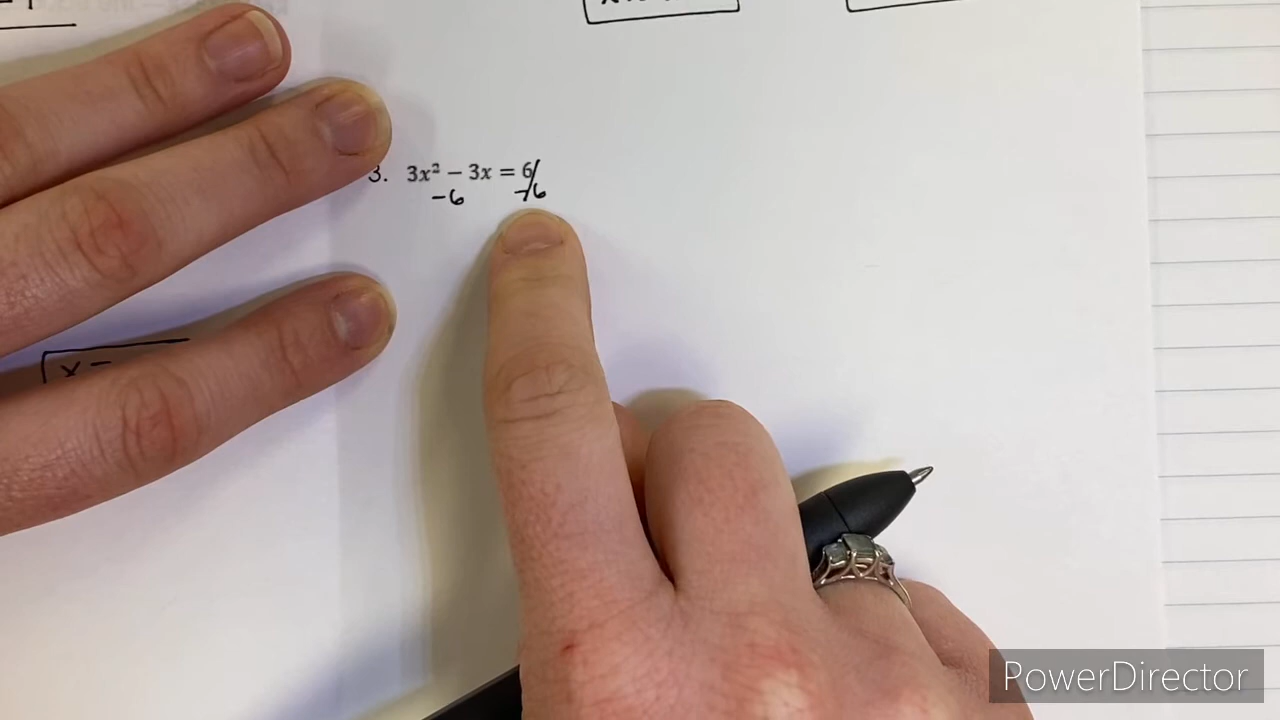 3. 3x² − 3x = 6
-6 -6
x =
PowerDirector